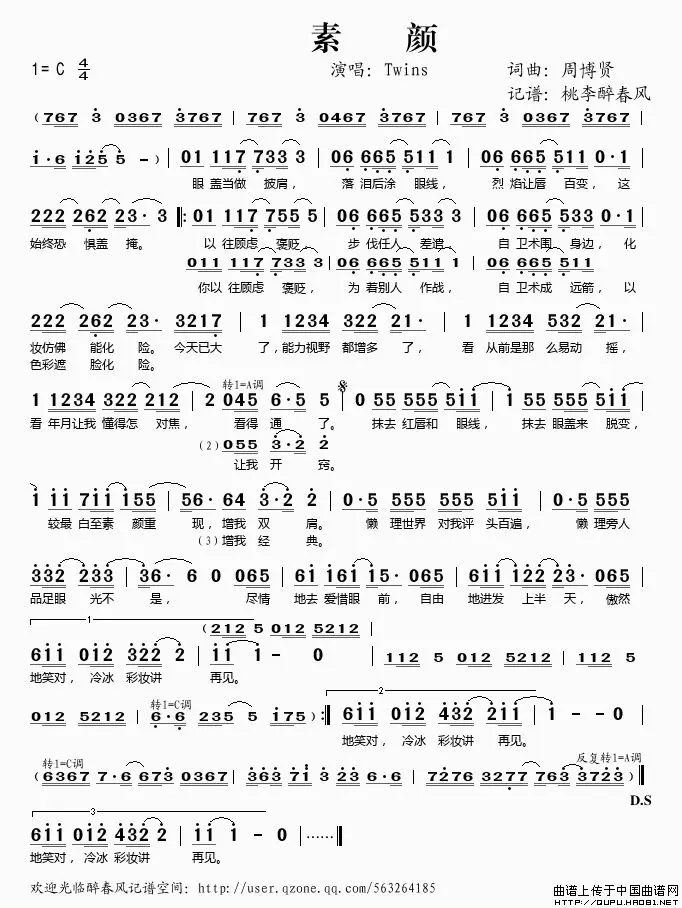 素 颜
1= C 4/4 演唱：Twins 词曲：周博贤
记谱：桃李醉春风
( 767 3 0367 3767 | 767 3 0467 3767 | 767 3 0367 3767
i·6 i125 5 -) | 01 117 733 3 | 06 665 511 1 | 06 665 511 0·1 |
眼 盖当做 披肩， 落 泪后涂 眼线， 烈 焰让唇 百变， 这
222 262 23· 3 ‖: 01 117 755 5 | 06 665 533 3 | 06 665 533 0·1 |
始终恐 惧盖 掩。 以 往顾虑 褒贬， 步 伐任人 差遣 自 卫术围 身边， 化
011 117 733 3 | 06 665 511 1 | 06 665 511
你以 往顾虑 褒贬， 为 着别人 作战， 自 卫术成 远箭， 以
222 262 23· 3217 | 1 1234 322 21· | 1 1234 532 21· |
妆仿佛 能化 险。 今天已大 了，能力视野 都增多 了， 看 从前是那 么易动 摇，
色彩遮 脸化 险。
转1=A调
1 1234 322 212 | 2 045 6·5 5 𝄋 0 55 555 511 | 1 55 555 511 |
看 年月让我 懂得怎 对焦， 看得 通 了。 抹去 红唇和 眼线， 抹去 眼盖来 脱变，
(2) 055 3·2 2
让我 开 窍。
1 11 711 155 | 56· 64 3·2 2 | 0·5 555 555 511 | 0·5 555
较最 白至素 颜重 现， 增我 双 肩。 懒 理世界 对我评 头百遍， 懒 理旁人
(3) 增我 经 典。
332 233 | 36· 6 0 065 | 61 161 15· 065 | 611 122 23· 065 |
品足眼 光不 是， 尽情 地去 爱惜眼 前， 自由 地进发 上半 天， 傲然
1
( 212 5 012 5212 |
611 012 322 2 | 11 1 - 0 | 112 5 012 5212 | 112 5
地笑对， 冷冰 彩妆讲 再见。
转1=C调 2
012 5212 | 6·6 235 5 i75 ) :‖ 611 012 432 211 | 1 - - 0 |
地笑对， 冷冰 彩妆讲 再见。
转1=C调 反复转1=A调
( 6367 7·6 673 0367 | 363 71 3 23 6·6 | 7276 3277 763 3723 ) ‖
D.S
3
611 012 432 2 | 11 1 - 0 | ······ ‖
地笑对， 冷冰 彩妆讲 再见。
欢迎光临醉春风记谱空间：http://user.qzone.qq.com/563264185
曲谱上传于中国曲谱网
HTTP://QUPU.HAO81.NET